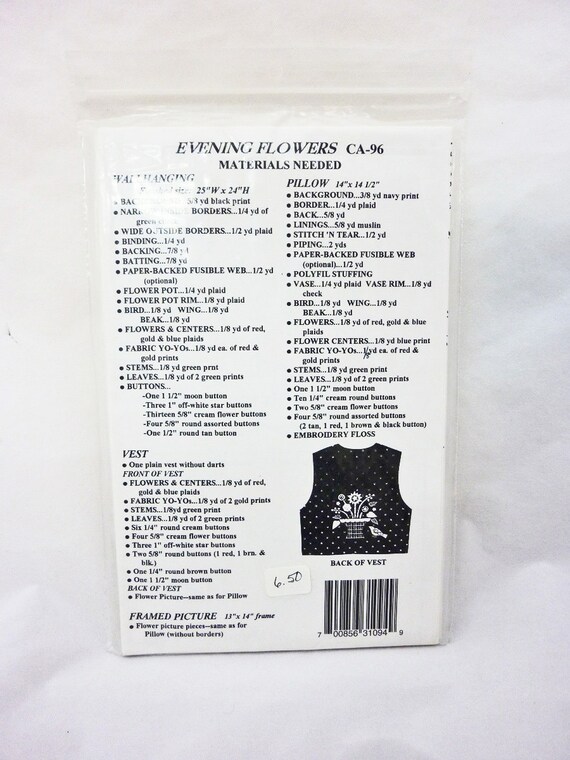 EVENING FLOWERS CA-96
MATERIALS NEEDED
WALL HANGING
25"W x 24"H
5/8 yd black print
BORDERS...1/4 yd of
green
● WIDE OUTSIDE BORDERS...1/2 yd plaid
● BINDING...1/4 yd
● BACKING...7/8 yd
● BATTING...7/8 yd
● PAPER-BACKED FUSIBLE WEB...1/2 yd
(optional)
● FLOWER POT...1/4 yd plaid
● FLOWER POT RIM...1/8 yd plaid
● BIRD...1/8 yd WING...1/8 yd
BEAK...1/8 yd
● FLOWERS & CENTERS...1/8 yd of red,
gold & blue plaids
● FABRIC YO-YOs...1/8 yd ea. of red &
gold prints
● STEMS...1/8 yd green prnt
● LEAVES...1/8 yd of 2 green prints
● BUTTONS...
-One 1 1/2" moon button
-Three 1" off-white star buttons
-Thirteen 5/8" cream flower buttons
-Four 5/8" round assorted buttons
-One 1/2" round tan button
VEST
● One plain vest without darts
FRONT OF VEST
● FLOWERS & CENTERS...1/8 yd of red,
gold & blue plaids
● FABRIC YO-YOs...1/8 yd of 2 gold prints
● STEMS...1/8yd green print
● LEAVES...1/8 yd of 2 green prints
● Six 1/4" round cream buttons
● Four 5/8" cream flower buttons
● Three 1" off-white star buttons
● Two 5/8" round buttons (1 red, 1 brn. &
blk.)
● One 1/4" round brown button
● One 1 1/2" moon button
BACK OF VEST
● Flower Picture--same as for Pillow
FRAMED PICTURE 13"x 14" frame
● Flower picture pieces--same as for
Pillow (without borders)
PILLOW 14"x 14 1/2"
● BACKGROUND...3/8 yd navy print
● BORDER...1/4 yd plaid
● BACK...5/8 yd
● LININGS...5/8 yd muslin
● STITCH 'N TEAR...1/2 yd
● PIPING...2 yds
● PAPER-BACKED FUSIBLE WEB
(optional)...1/2 yd
● POLYFIL STUFFING
● VASE...1/4 yd plaid VASE RIM...1/8 yd
check
● BIRD...1/8 yd WING...1/8 yd
BEAK...1/8 yd
● FLOWERS...1/8 yd of red, gold & blue
plaids
● FLOWER CENTERS...1/8 yd blue print
● FABRIC YO-YOs...1/8 yd ea. of red &
gold prints
● STEMS...1/8 yd green print
● LEAVES...1/8 yd of 2 green prints
● One 1 1/2" moon button
● Ten 1/4" cream round buttons
● Two 5/8" cream flower buttons
● Four 5/8" round assorted buttons
(2 tan, 1 red, 1 brown & black button)
● EMBROIDERY FLOSS
BACK OF VEST
6.50
7 00856 31094 9